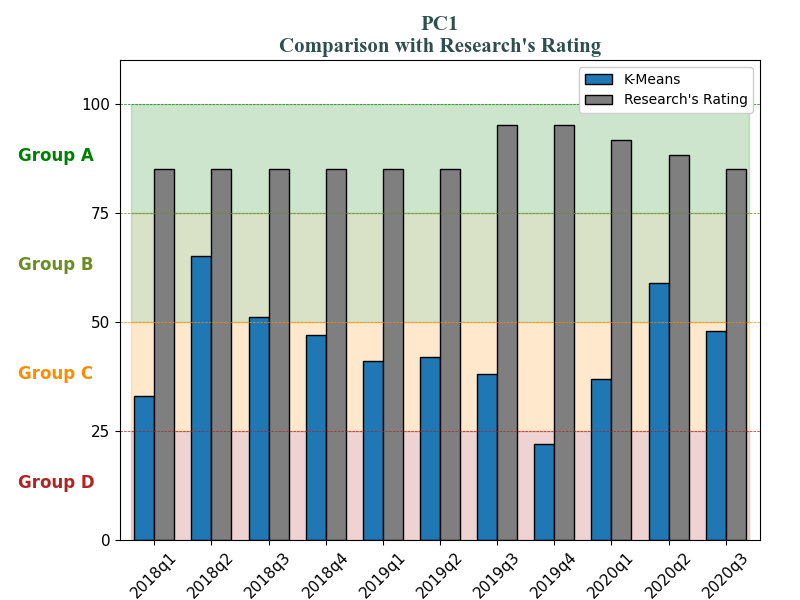 PC1
Comparison with Research's Rating
K-Means
Research's Rating
100
75
50
25
0
Group A
Group B
Group C
Group D
2018q1
2018q2
2018q3
2018q4
2019q1
2019q2
2019q3
2019q4
2020q1
2020q2
2020q3